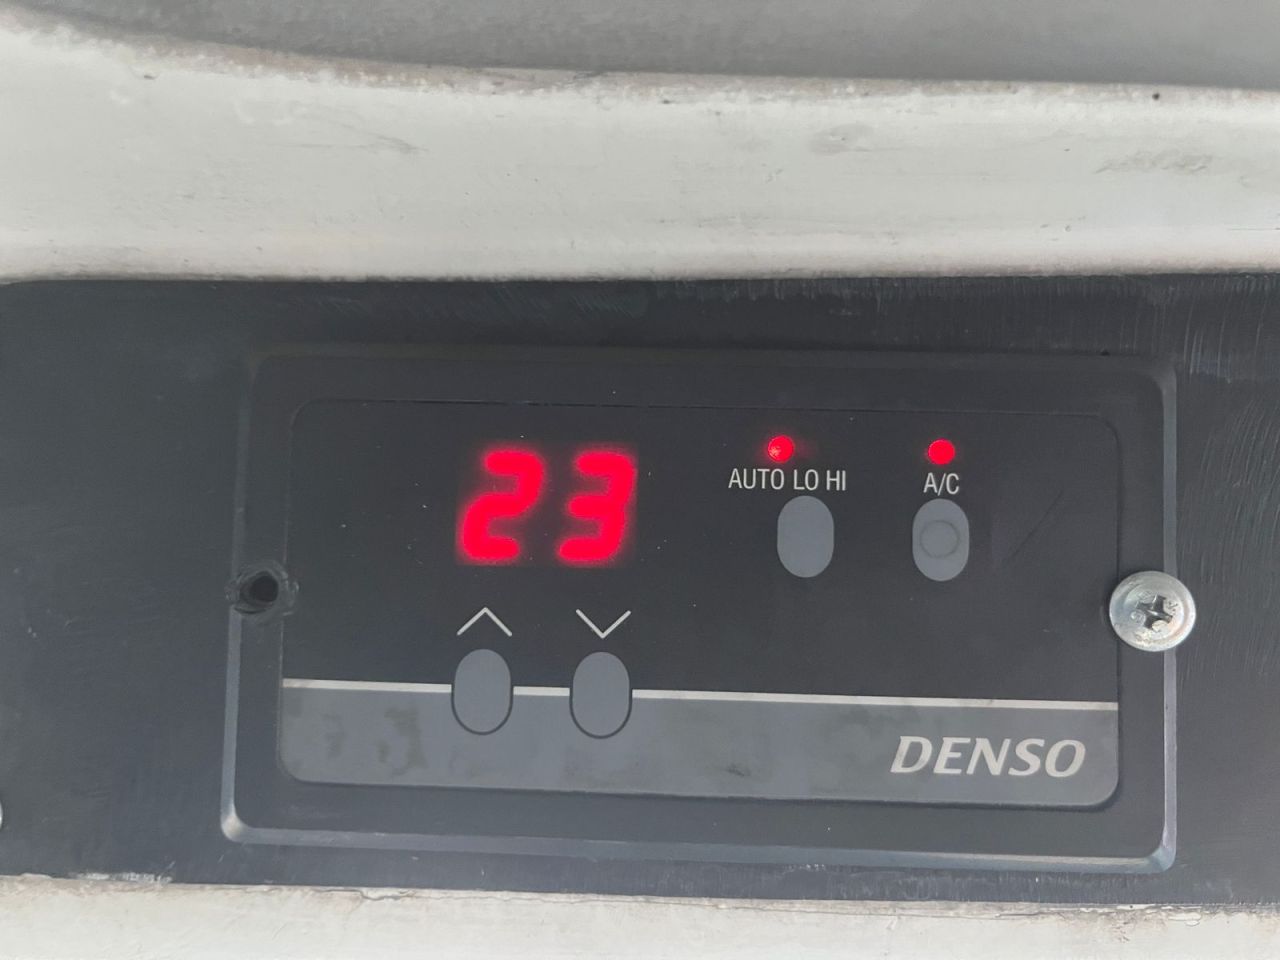 23
AUTO LO HI
A/C
DENSO